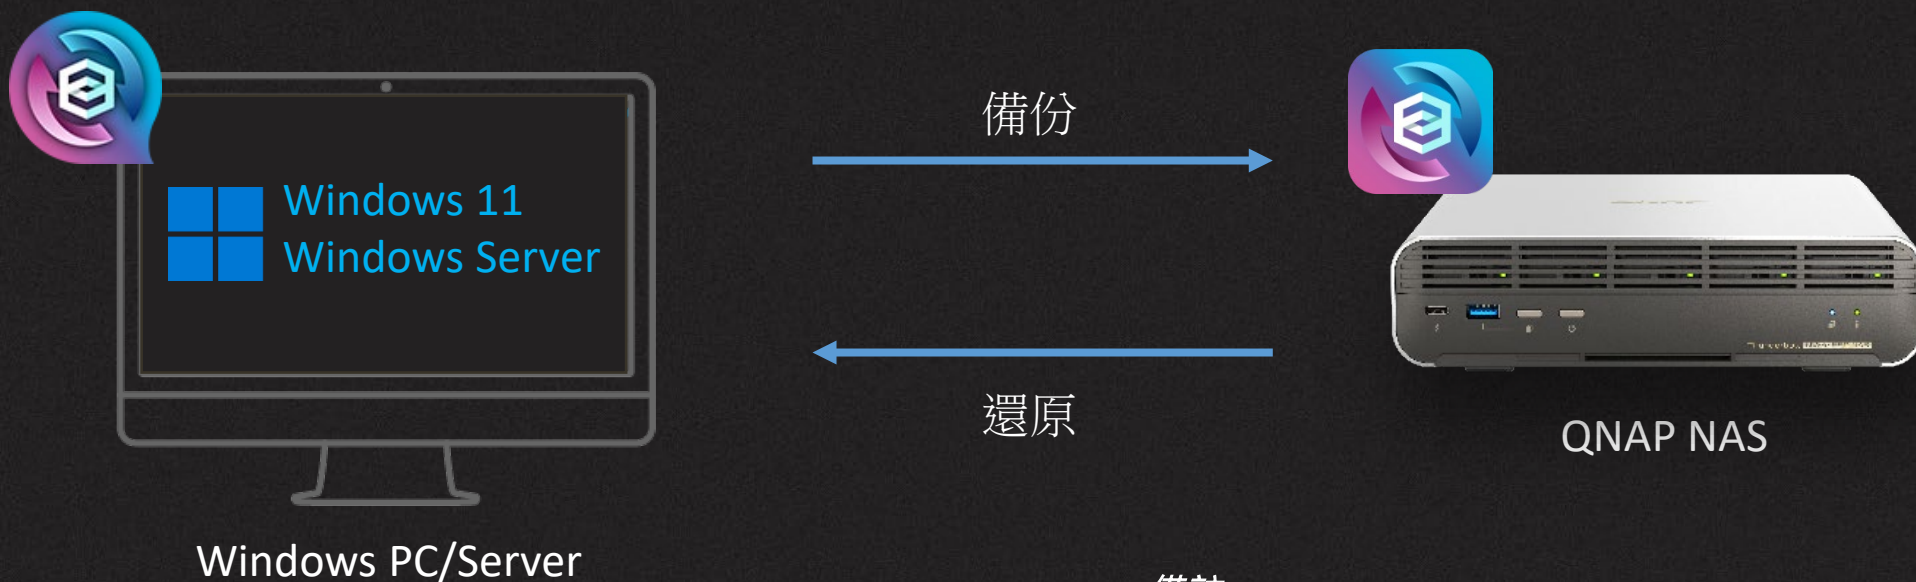 Windows 11
Windows Server
Windows PC/Server
備份
還原
QNAP NAS